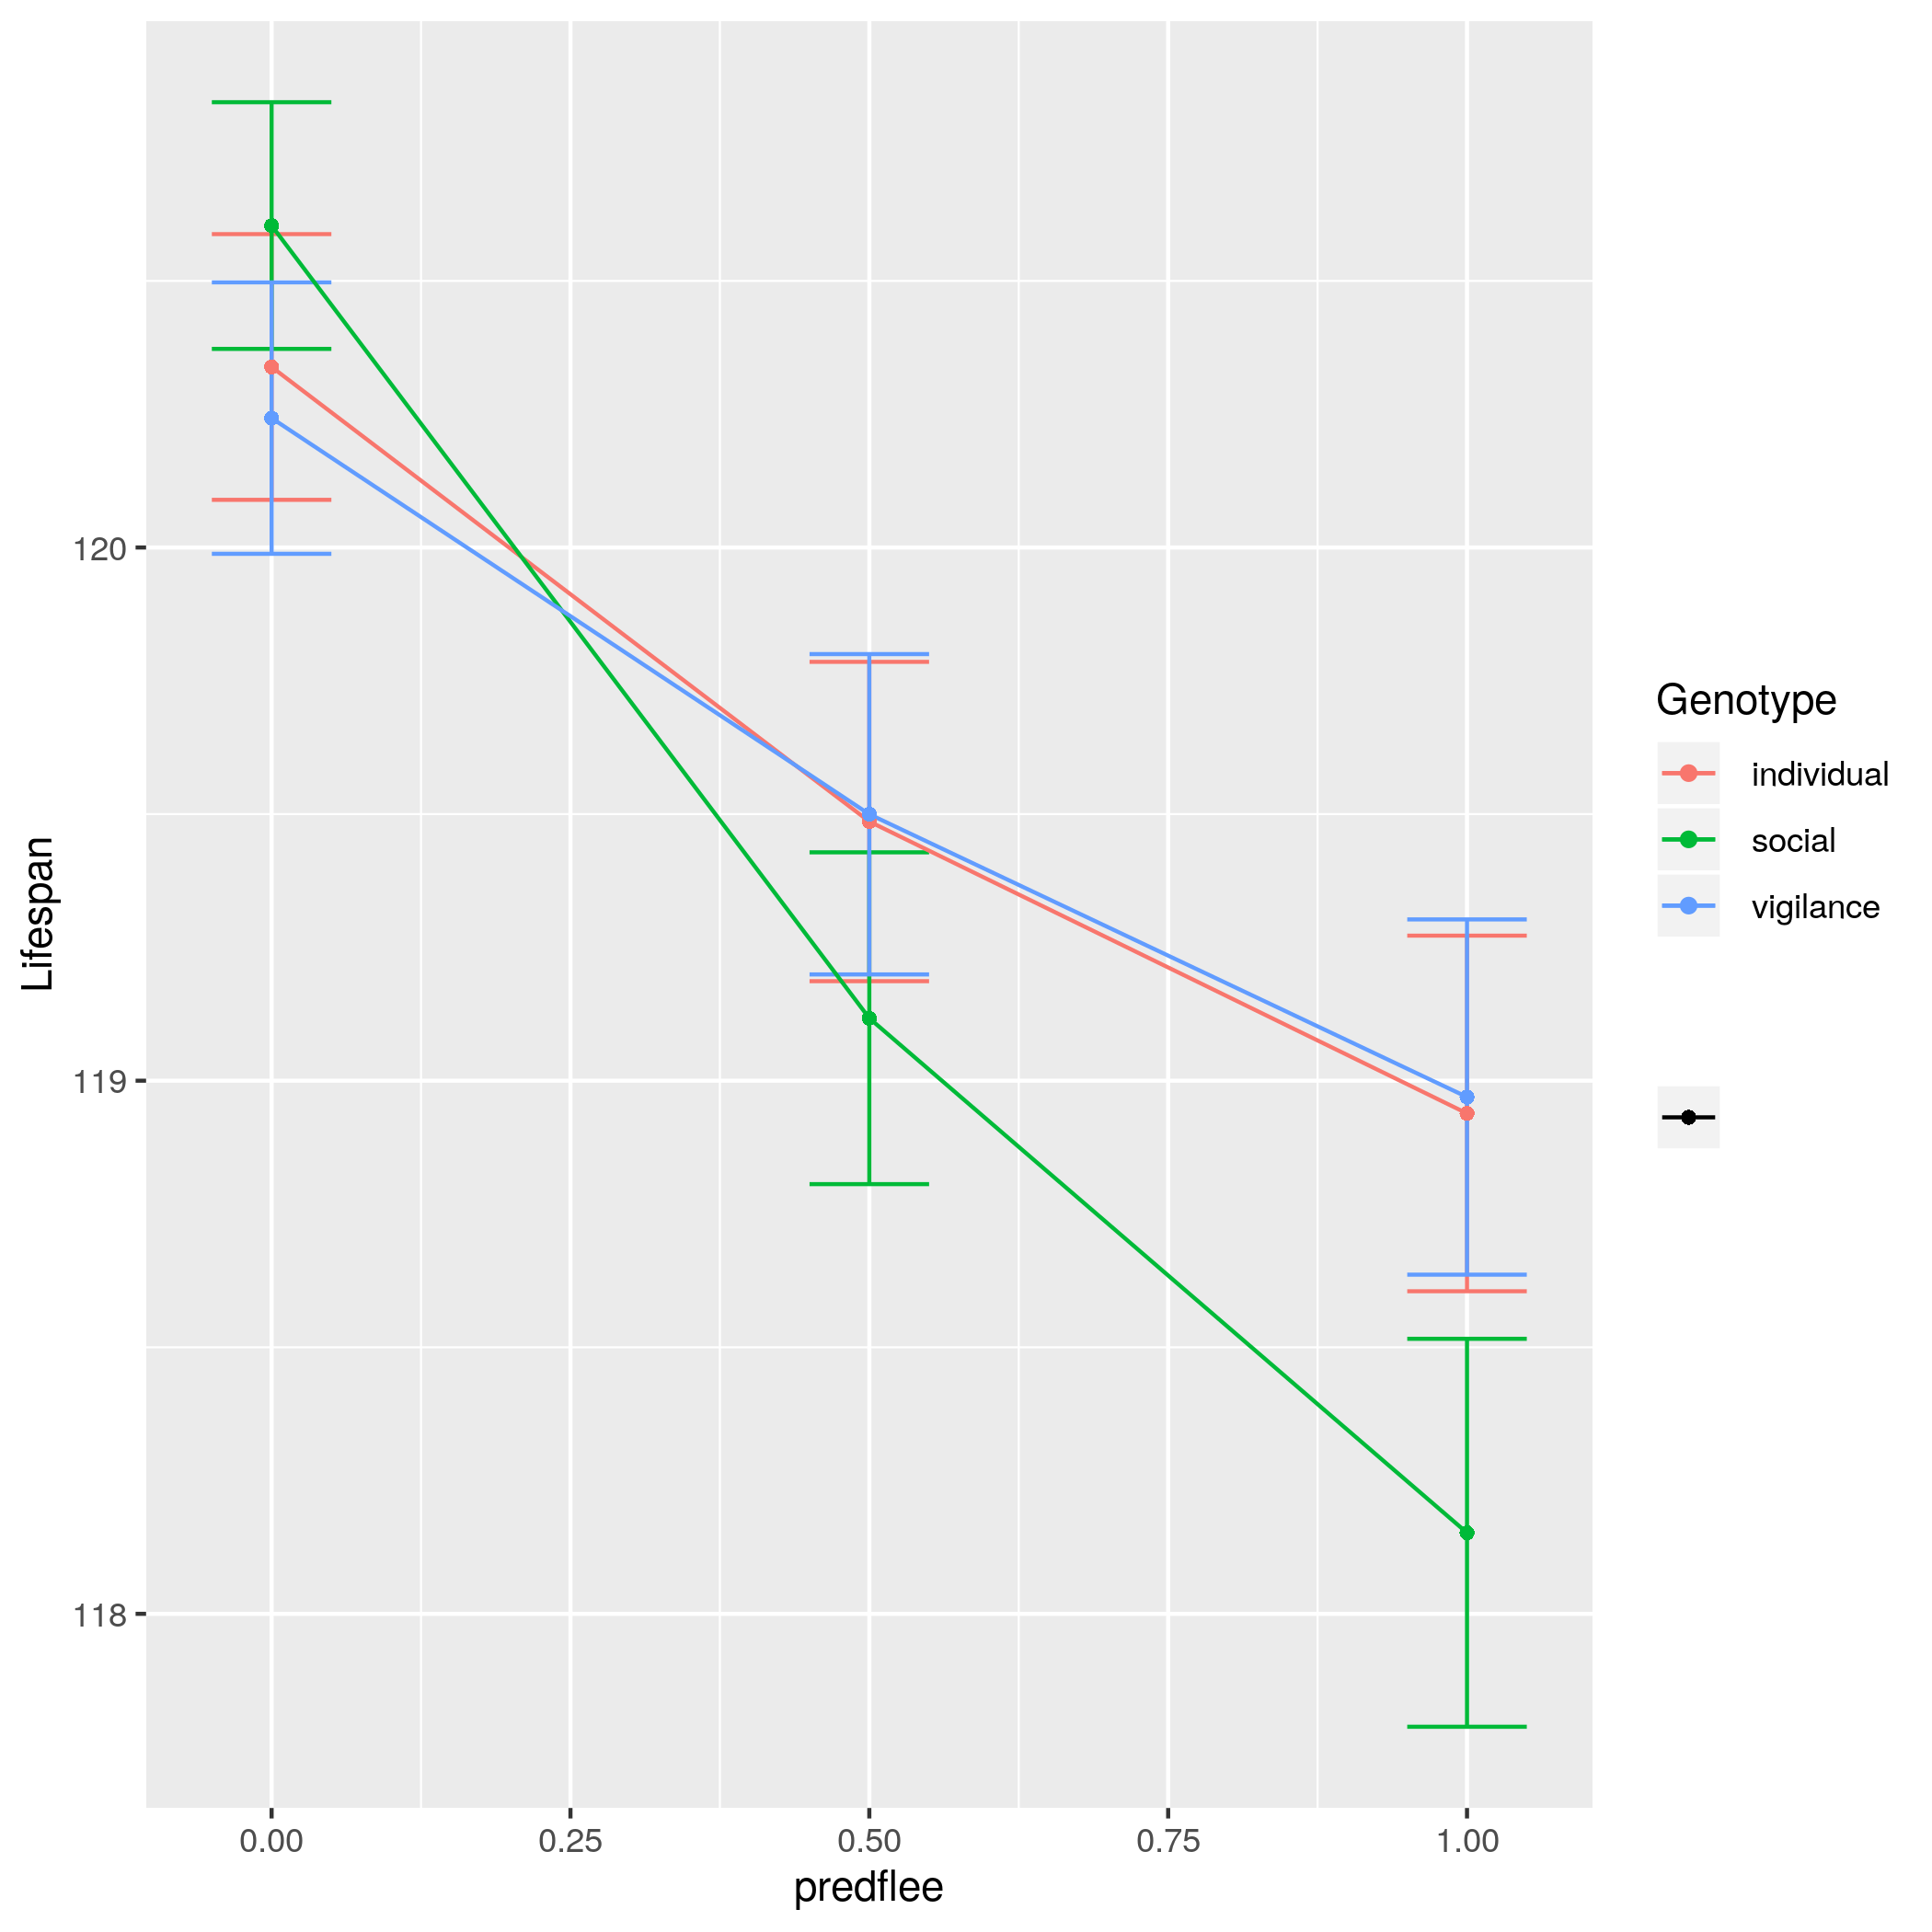 Lifespan
120
119
118
0.00 0.25 0.50 0.75 1.00
predflee
Genotype
individual
social
vigilance